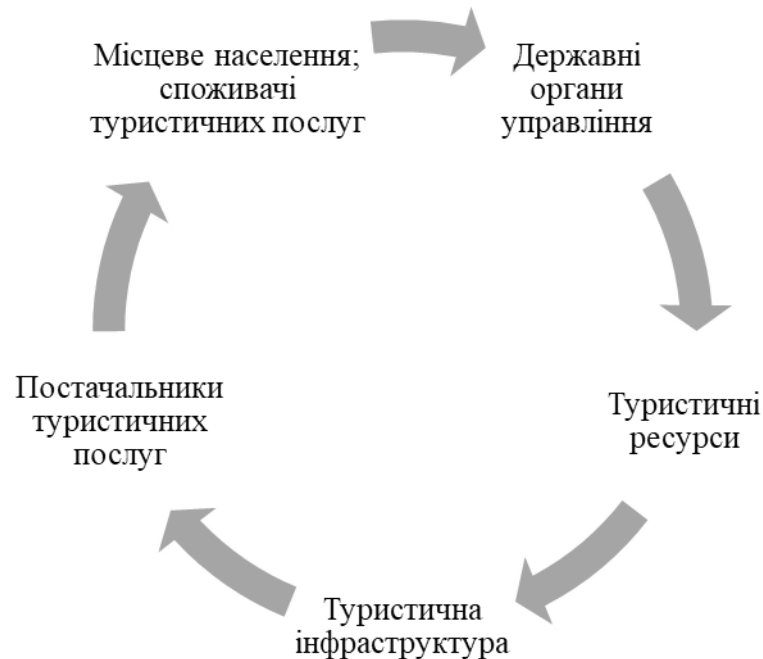 Місцеве населення;
споживачі
туристичних послуг
Державні
органи
управління
Туристичні
ресурси
Туристична
інфраструктура
Постачальники
туристичних
послуг